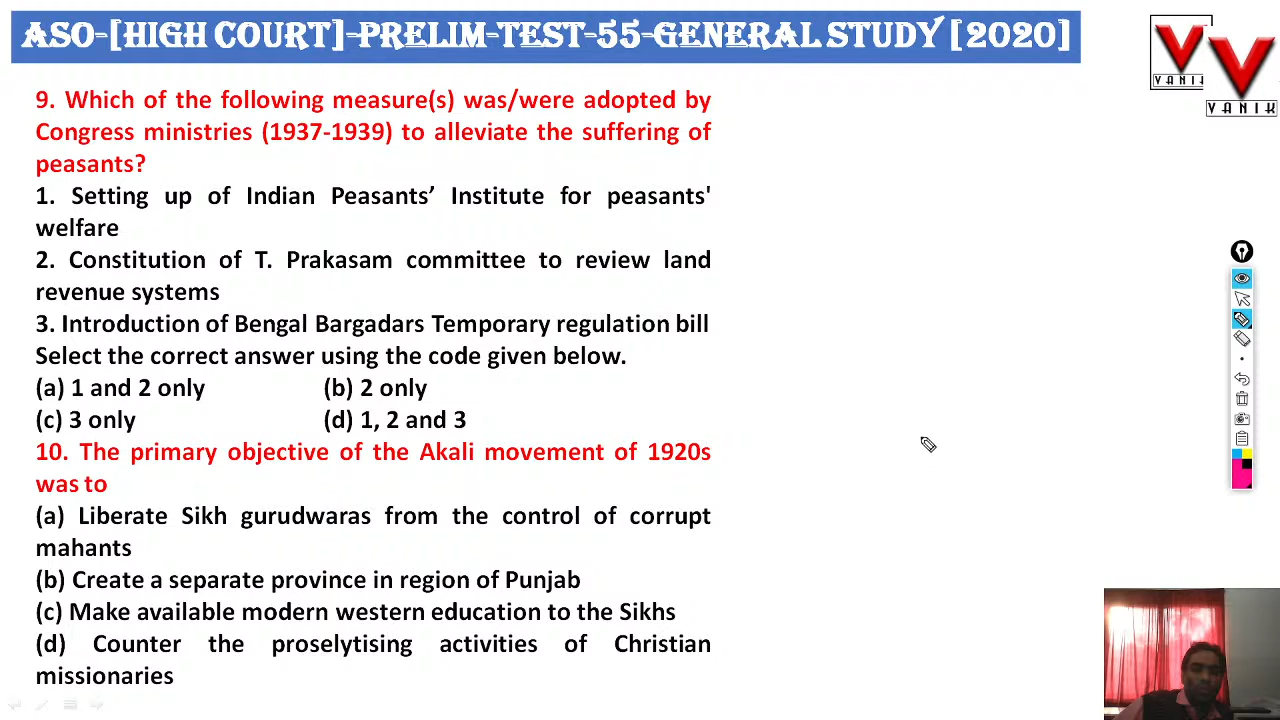 ASO-[HIGH COURT]-PRELIM-TEST-55-GENERAL STUDY [2020]
VANIK
VANIK
9. Which of the following measure(s) was/were adopted by
Congress ministries (1937-1939) to alleviate the suffering of
peasants?
1. Setting up of Indian Peasants’ Institute for peasants'
welfare
2. Constitution of T. Prakasam committee to review land
revenue systems
3. Introduction of Bengal Bargadars Temporary regulation bill
Select the correct answer using the code given below.
(a) 1 and 2 only (b) 2 only
(c) 3 only (d) 1, 2 and 3
10. The primary objective of the Akali movement of 1920s
was to
(a) Liberate Sikh gurudwaras from the control of corrupt
mahants
(b) Create a separate province in region of Punjab
(c) Make available modern western education to the Sikhs
(d) Counter the proselytising activities of Christian
missionaries